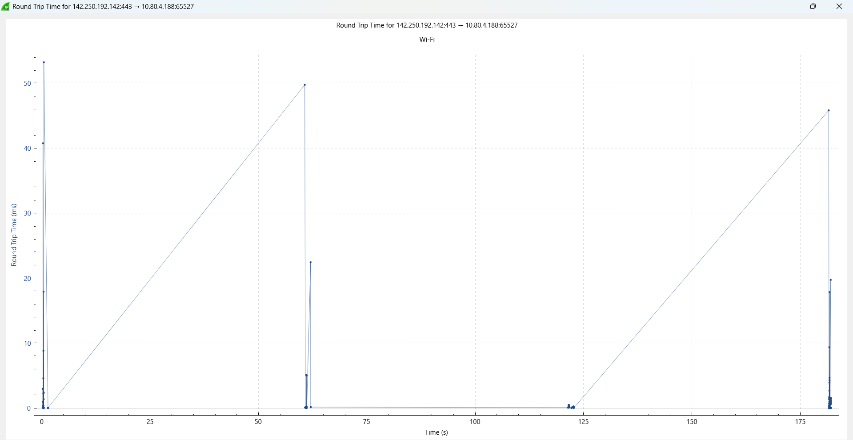 Round Trip Time for 142.250.192.142:443 → 10.80.4.188:65527
Round Trip Time for 142.250.192.142:443 → 10.80.4.188:65527
Wi-Fi
Round Trip Time (ms)
50
40
30
20
10
0
0 25 50 75 100 125 150 175
Time (s)